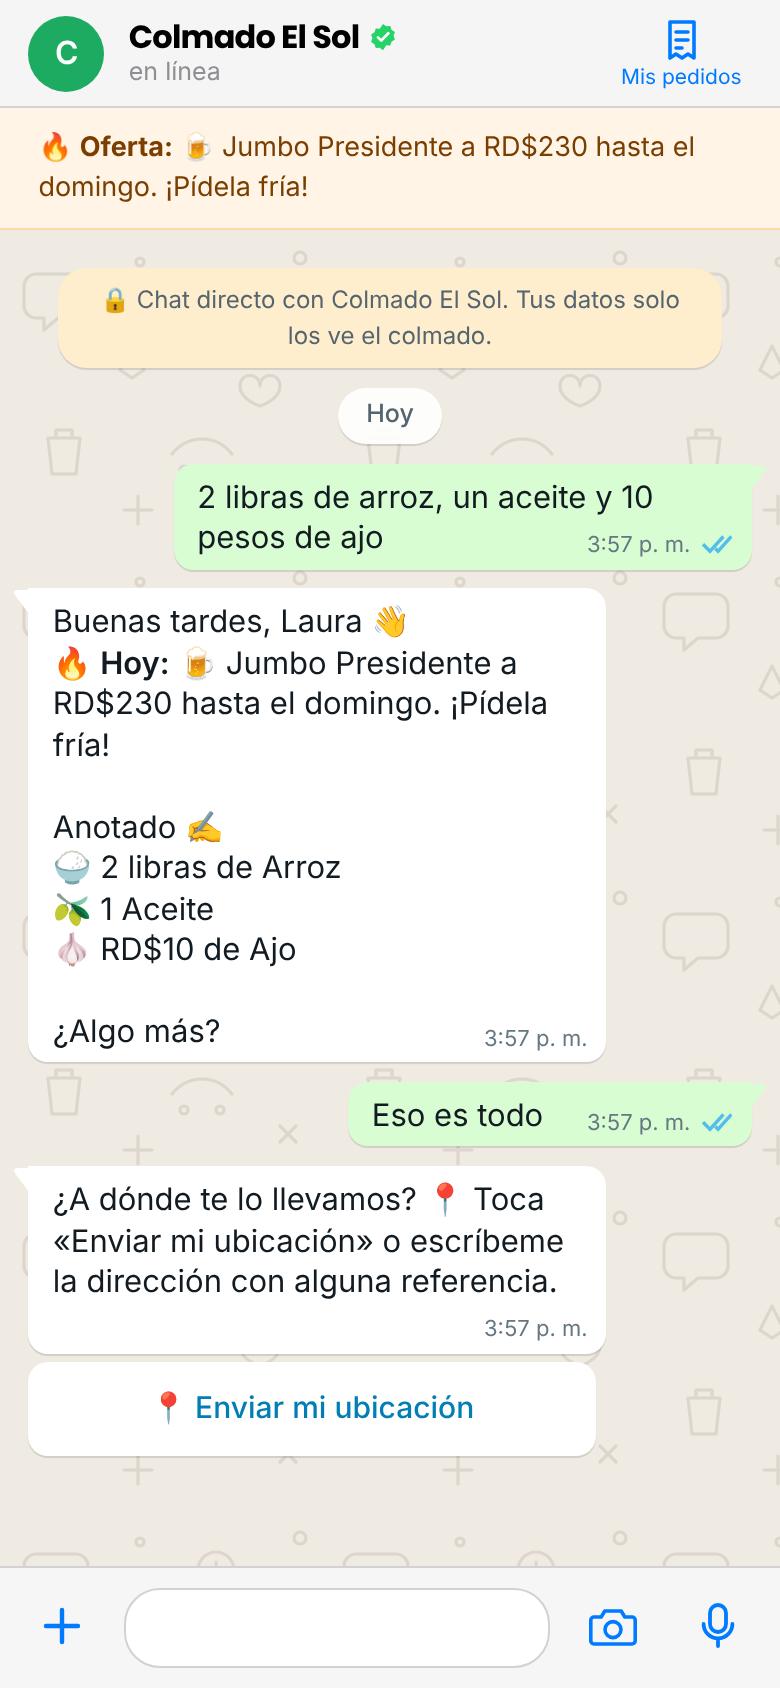 C
Colmado El Sol
en línea
Mis pedidos
🔥 Oferta: 🍺 Jumbo Presidente a RD$230 hasta el
domingo. ¡Pídela fría!
🔒 Chat directo con Colmado El Sol. Tus datos solo
los ve el colmado.
Hoy
2 libras de arroz, un aceite y 10
pesos de ajo
3:57 p. m.
Buenas tardes, Laura 👋
🔥 Hoy: 🍺 Jumbo Presidente a
RD$230 hasta el domingo. ¡Pídela
fría!
Anotado ✍️
🍚 2 libras de Arroz
🫒 1 Aceite
🧄 RD$10 de Ajo
¿Algo más?
3:57 p. m.
Eso es todo
3:57 p. m.
¿A dónde te lo llevamos? 📍 Toca
«Enviar mi ubicación» o escríbeme
la dirección con alguna referencia.
3:57 p. m.
📍 Enviar mi ubicación